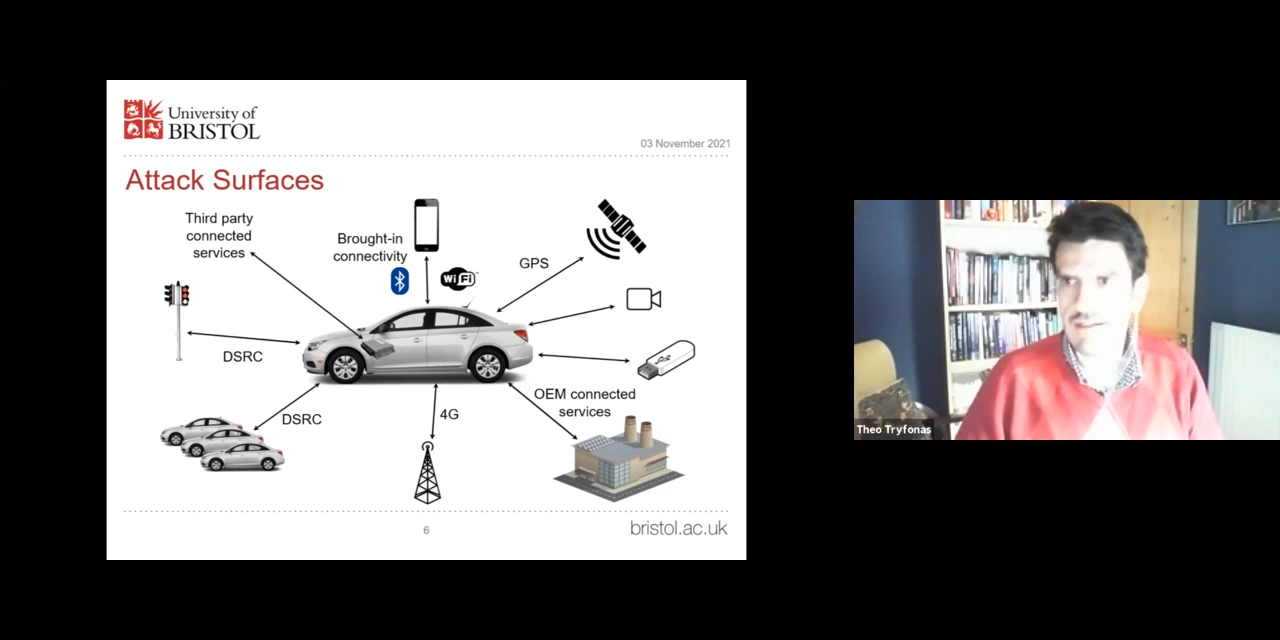 University of
BRISTOL
03 November 2021
Attack Surfaces
Third party
connected
services
Brought-in
connectivity
WiFi
GPS
DSRC
DSRC
4G
OEM connected
services
6
bristol.ac.uk
Theo Tryfonas